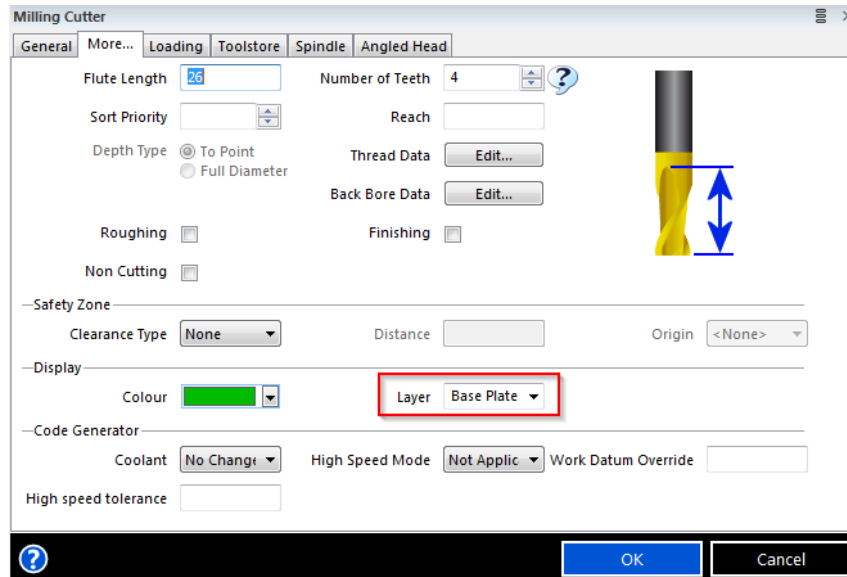 Milling Cutter
General More... Loading Toolstore Spindle Angled Head
Flute Length 26 Number of Teeth 4 ?
Sort Priority Reach
Depth Type To Point Thread Data Edit...
Full Diameter
Back Bore Data Edit...
Roughing Finishing
Non Cutting
Safety Zone
Clearance Type None Distance Origin <None>
Display
Colour Layer Base Plate
Code Generator
Coolant No Change High Speed Mode Not Applic Work Datum Override
High speed tolerance
? OK Cancel